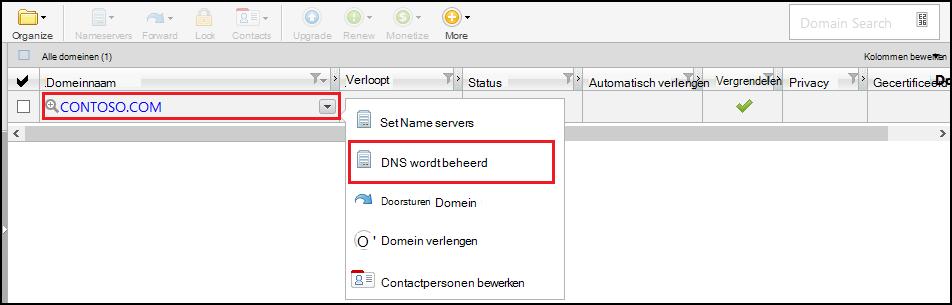 Organize Nameservers Forward Lock Contacts Upgrade Renew Monetize More Domain Search
Alle domeinen (1) Kolommen bewerken
Domeinnaam Verloopt Status Automatisch verlengen Vergrendelen Privacy Gecertificeerd Do
CONTOSO.COM
Set Name servers
DNS wordt beheerd
Doorsturen Domein
O ' Domein verlengen
Contactpersonen bewerken